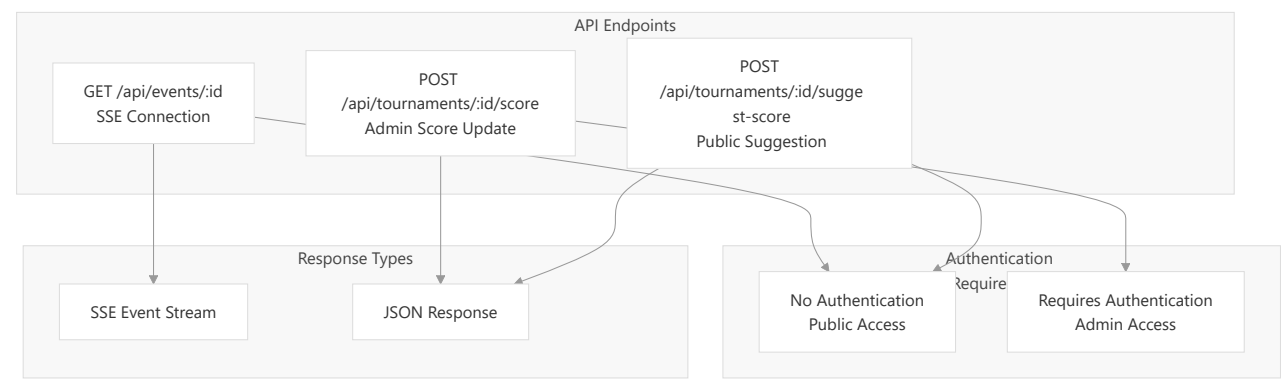 API Endpoints
GET /api/events/:id
SSE Connection
POST
/api/tournaments/:id/score
Admin Score Update
POST
/api/tournaments/:id/sugge
st-score
Public Suggestion
Response Types
SSE Event Stream
JSON Response
Authentication
Require
No Authentication
Public Access
Requires Authentication
Admin Access